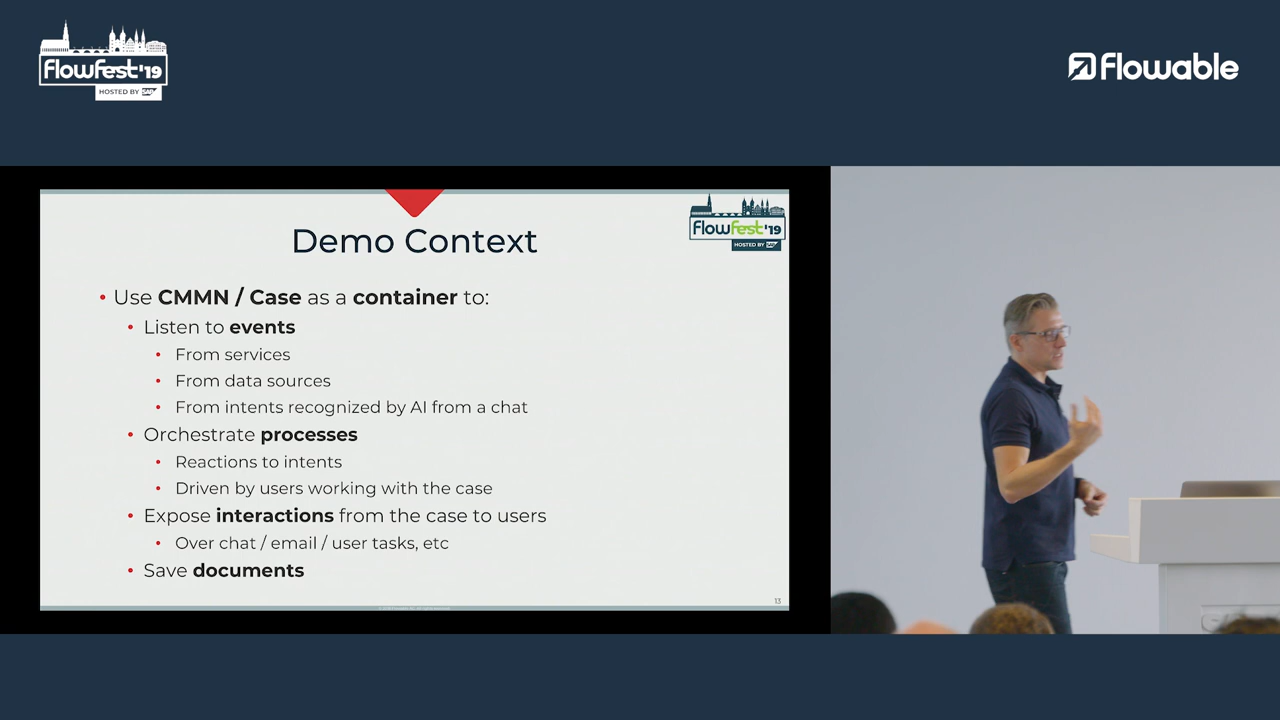 flowfest'19
HOSTED BY SAP
flowable
flowfest'19
HOSTED BY SAP
Demo Context
• Use CMMN / Case as a container to:
• Listen to events
• From services
• From data sources
• From intents recognized by AI from a chat
• Orchestrate processes
• Reactions to intents
• Driven by users working with the case
• Expose interactions from the case to users
• Over chat / email / user tasks, etc
• Save documents
13